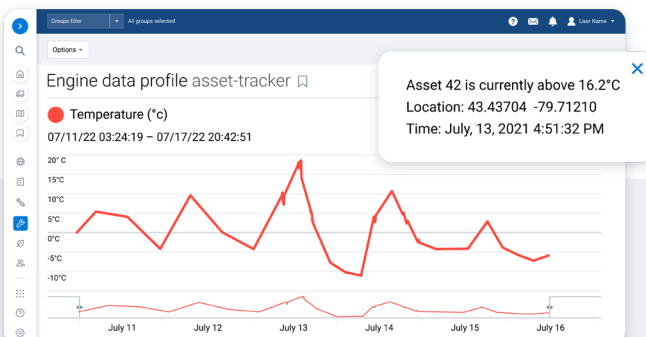 Groups filter
All groups selected
User Name
Options
Engine data profile asset-tracker
Temperature (°c)
07/11/22 03:24:19 – 07/17/22 20:42:51
Asset 42 is currently above 16.2°C
Location: 43.43704 -79.71210
Time: July, 13, 2021 4:51:32 PM
20° C
15°C
10°C
5°C
0°C
-5°C
-10°C
July 11
July 12
July 13
July 14
July 15
July 16